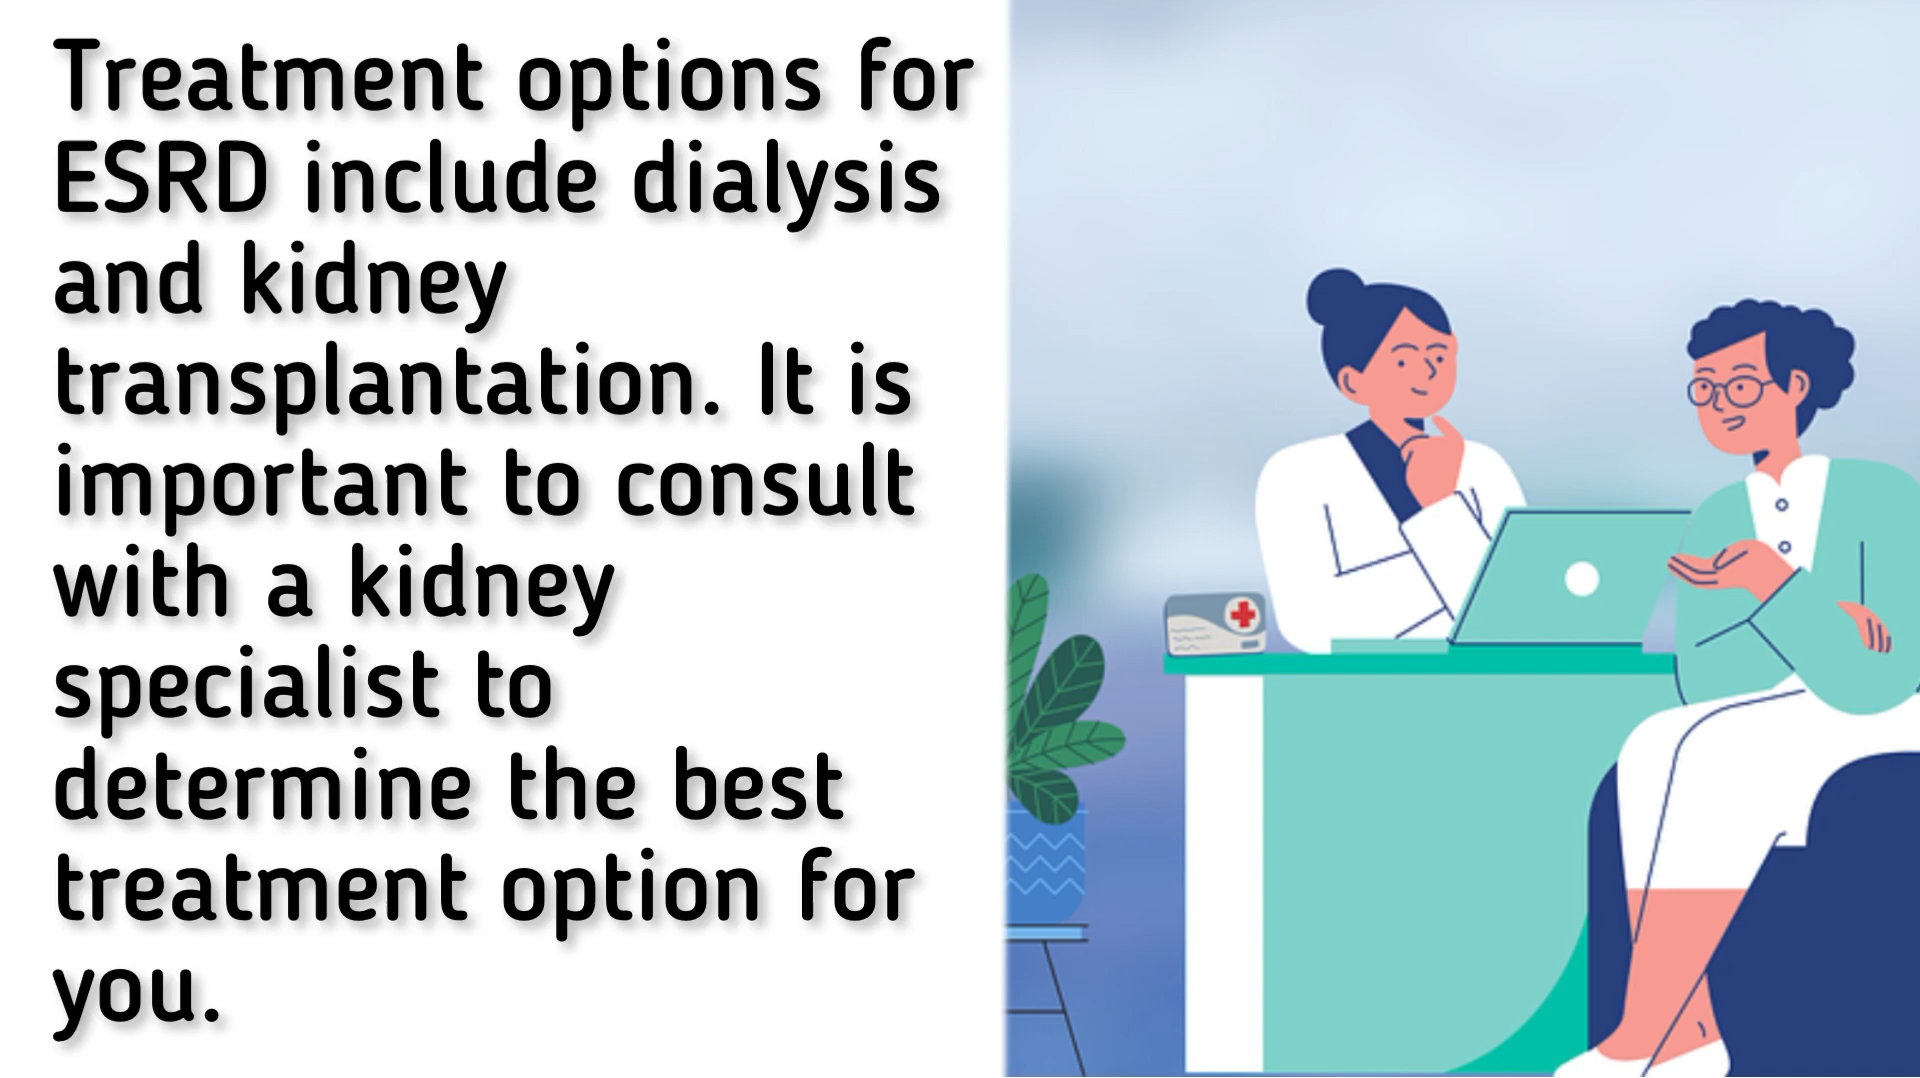 Treatment options for
ESRD include dialysis
and kidney
transplantation. It is
important to consult
with a kidney
specialist to
determine the best
treatment option for
you.